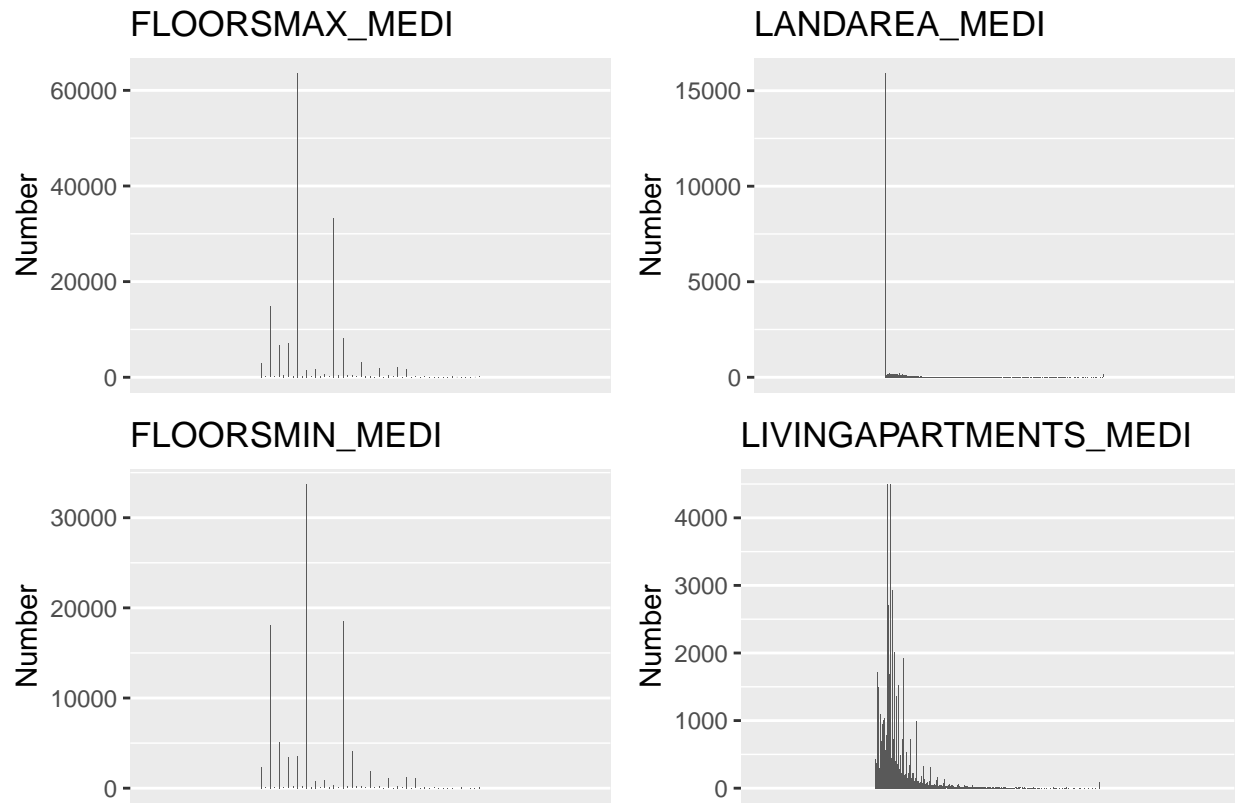 FLOORSMAX_MEDI
Number
60000
40000
20000
0
LANDAREA_MEDI
Number
15000
10000
5000
0
FLOORSMIN_MEDI
Number
30000
20000
10000
0
LIVINGAPARTMENTS_MEDI
Number
4000
3000
2000
1000
0